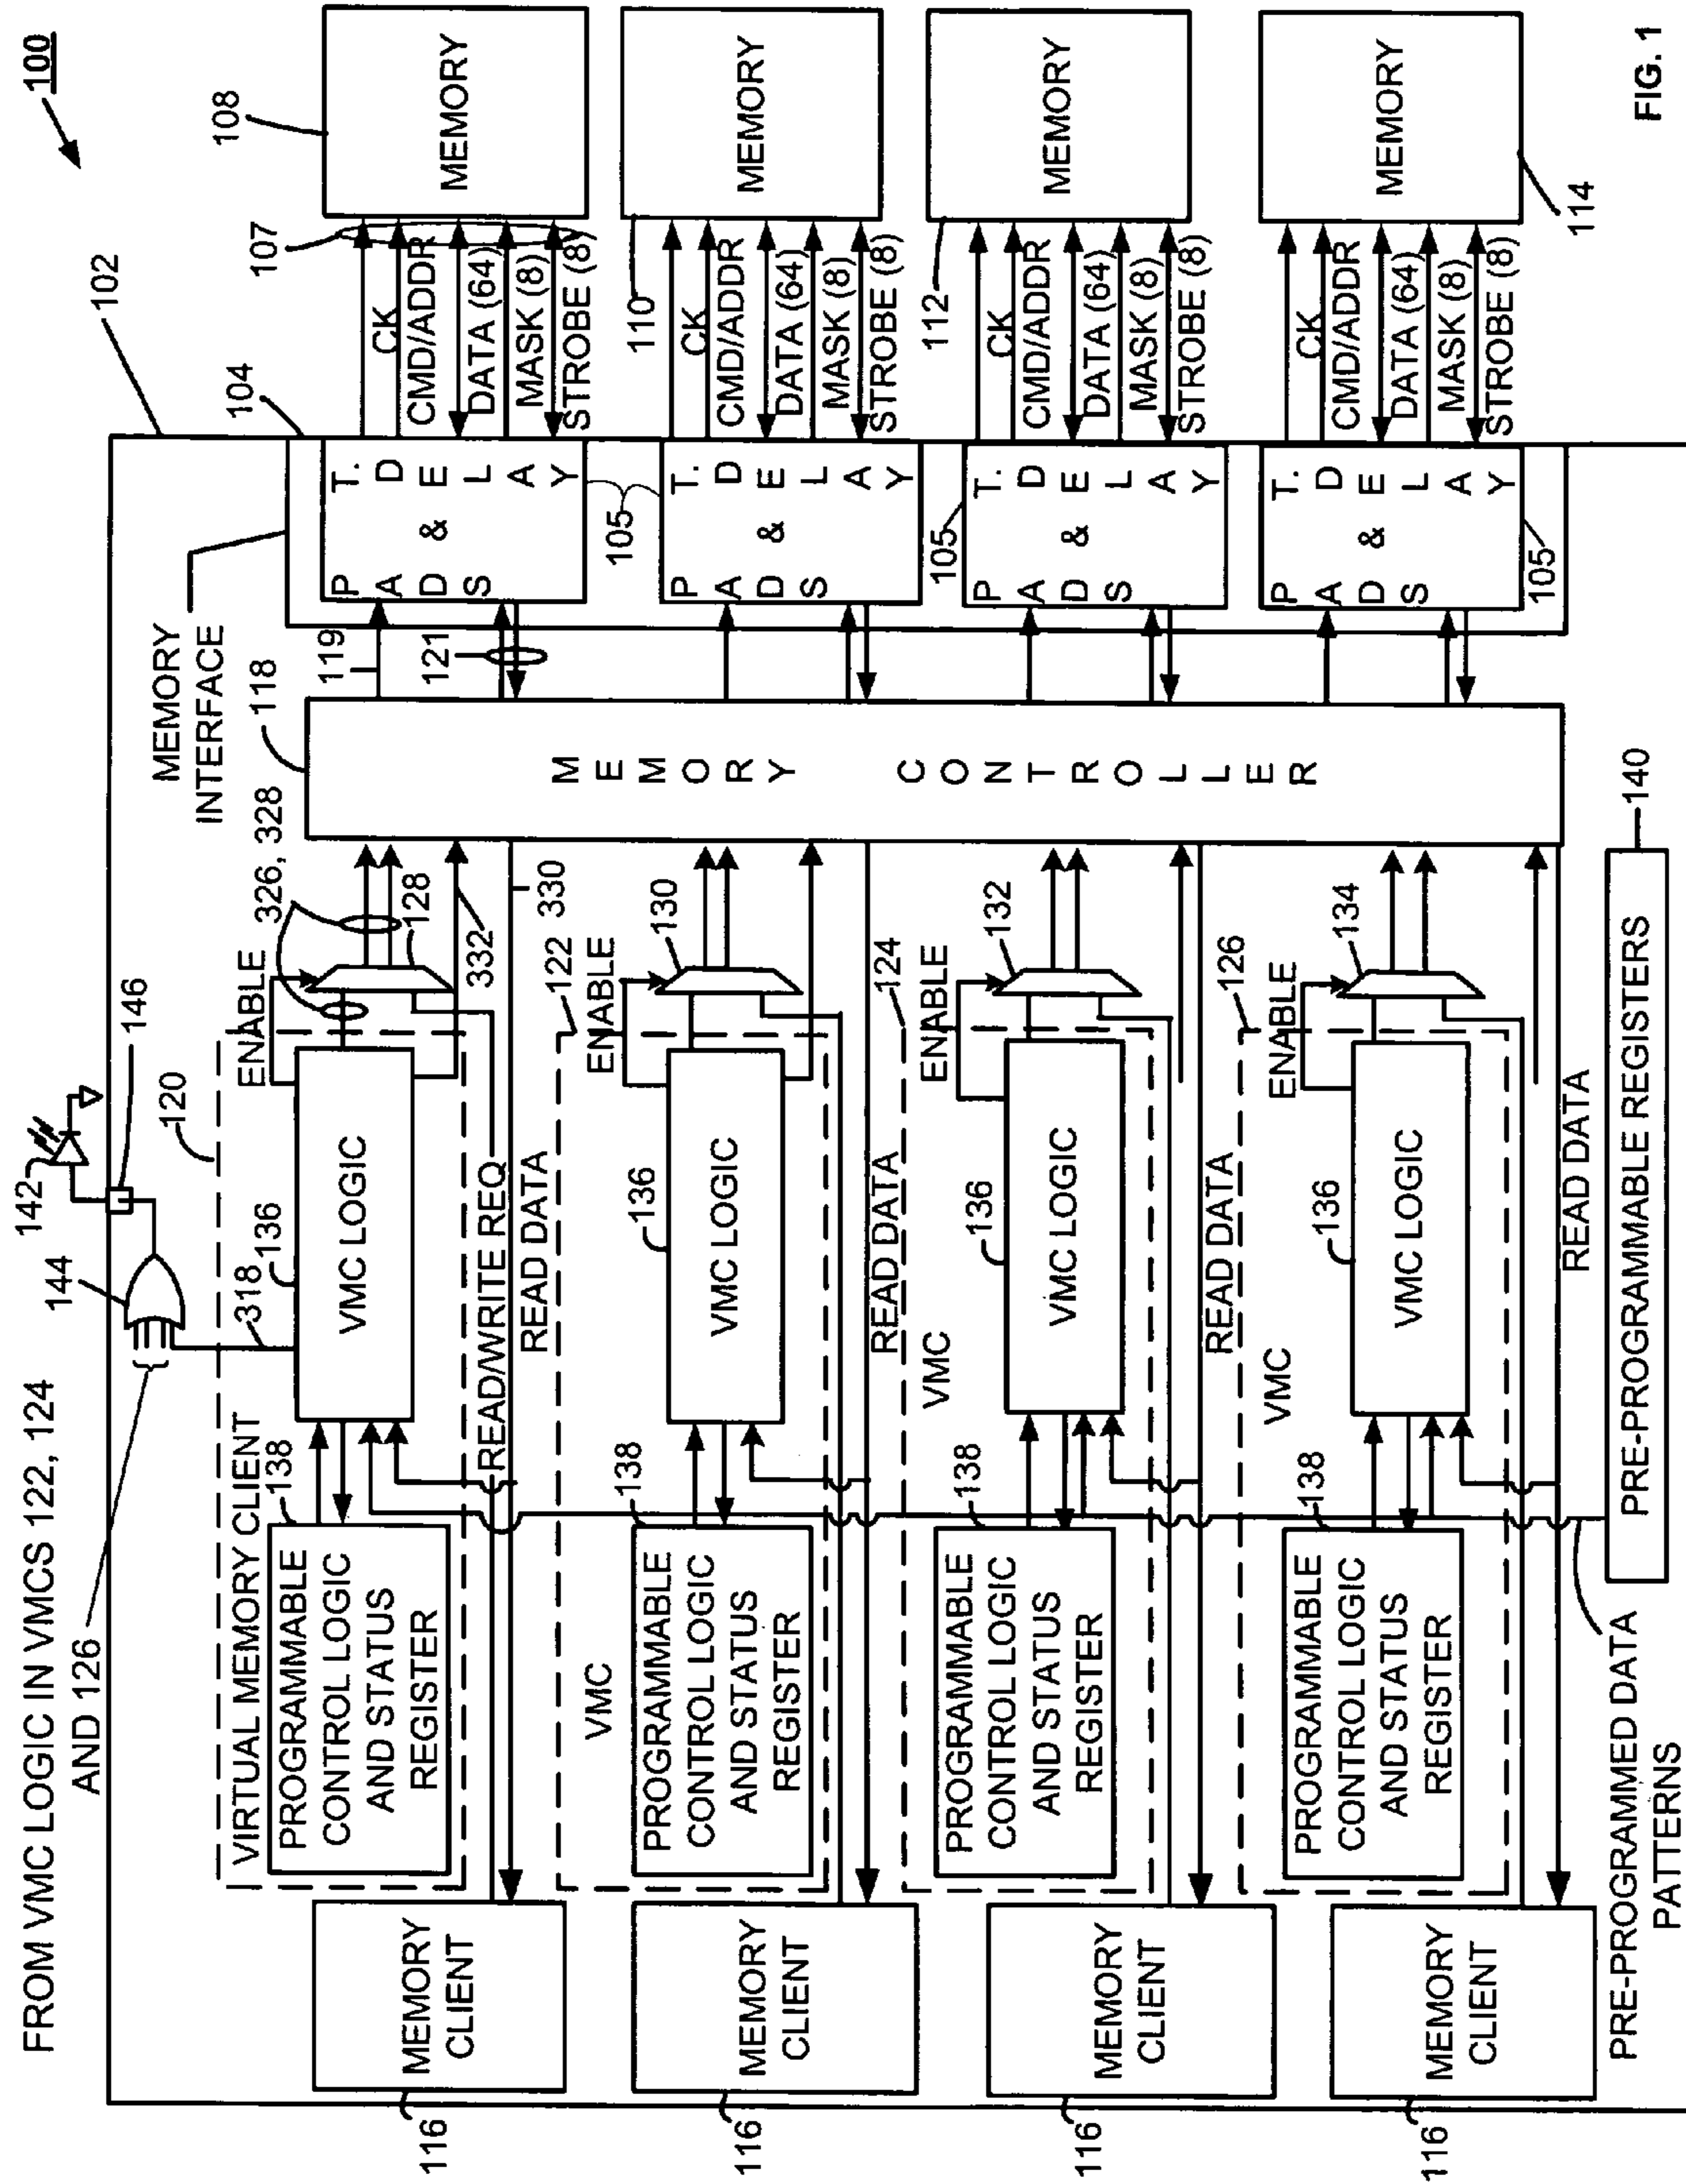 FROM VMC LOGIC IN VMCS 122, 124
AND 126
144
142
146
100
102
104
MEMORY
INTERFACE
118
119
121
107
108
318
120
VIRTUAL MEMORY CLIENT
138
PROGRAMMABLE
CONTROL LOGIC
AND STATUS
REGISTER
136
VMC LOGIC
ENABLE
326, 328
128
332
330
READ/WRITE REQ
READ DATA
MEMORY
CLIENT
116
MEMORY CONTROLLER
PADS & T. DELAY
105
CK
CMD/ADDR
DATA (64)
MASK (8)
STROBE (8)
MEMORY
VMC
138
PROGRAMMABLE
CONTROL LOGIC
AND STATUS
REGISTER
136
VMC LOGIC
ENABLE
122
130
READ DATA
MEMORY
CLIENT
116
PADS & T. DELAY
110
CK
CMD/ADDR
DATA (64)
MASK (8)
STROBE (8)
MEMORY
VMC
138
PROGRAMMABLE
CONTROL LOGIC
AND STATUS
REGISTER
136
VMC LOGIC
ENABLE
124
132
READ DATA
MEMORY
CLIENT
116
105
PADS & T. DELAY
112
CK
CMD/ADDR
DATA (64)
MASK (8)
STROBE (8)
MEMORY
VMC
138
PROGRAMMABLE
CONTROL LOGIC
AND STATUS
REGISTER
136
VMC LOGIC
ENABLE
126
134
READ DATA
MEMORY
CLIENT
116
PADS & T. DELAY
105
CK
CMD/ADDR
DATA (64)
MASK (8)
STROBE (8)
MEMORY
114
PRE-PROGRAMMED DATA
PATTERNS
PRE-PROGRAMMABLE REGISTERS
140
FIG. 1